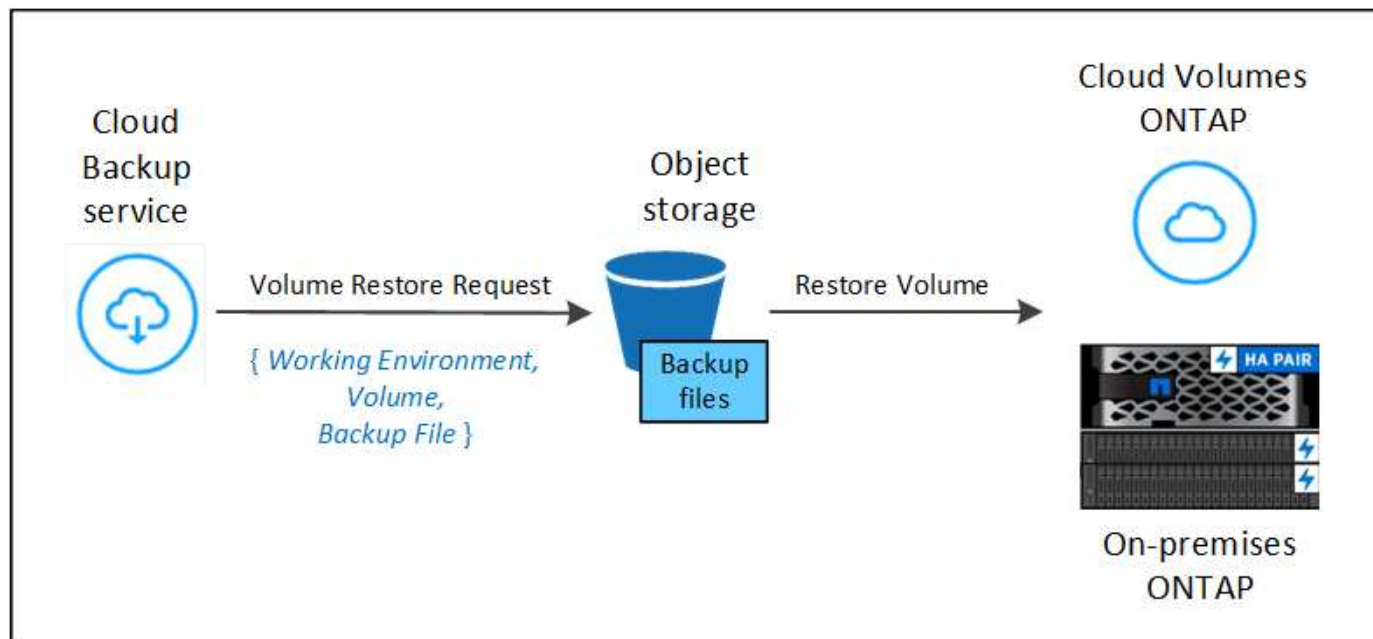 Cloud
Backup
service
Volume Restore Request
{ Working Environment,
Volume,
Backup File }
Object
storage
Backup
files
Restore Volume
Cloud Volumes
ONTAP
HA PAIR
On-premises
ONTAP